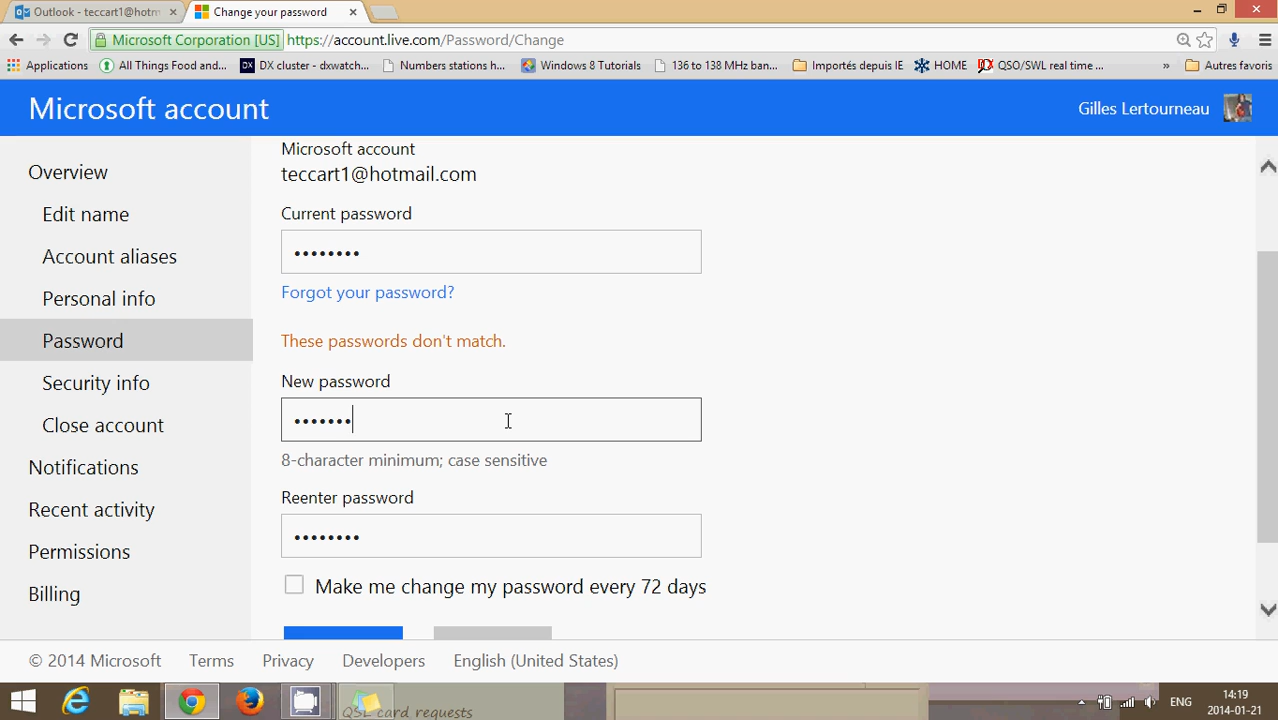 Outlook - teccart1@hotm
Change your password
Microsoft Corporation [US] https://account.live.com/Password/Change
Applications All Things Food and... DX cluster - dxwatch... Numbers stations h... Windows 8 Tutorials 136 to 138 MHz ban... Importés depuis IE HOME QSO/SWL real time ... » Autres favoris
Microsoft account
Gilles Lertourneau
Overview
Edit name
Account aliases
Personal info
Password
Security info
Close account
Notifications
Recent activity
Permissions
Billing
Microsoft account
teccart1@hotmail.com
Current password
••••••••
Forgot your password?
These passwords don't match.
New password
•••••••
8-character minimum; case sensitive
Reenter password
••••••••
Make me change my password every 72 days
© 2014 Microsoft Terms Privacy Developers English (United States)
QSL card requests
ENG
14:19
2014-01-21